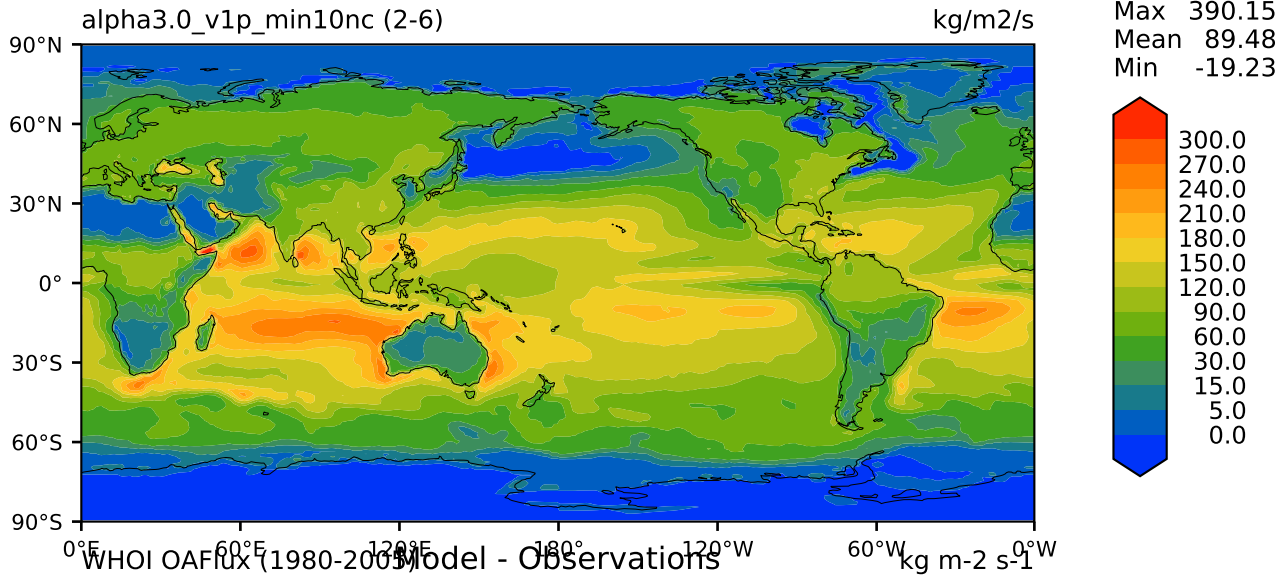 alpha3.0_v1p_min10nc (2-6) kg/m2/s
Max 390.15
Mean 89.48
Min -19.23
90°N
60°N
30°N
0°
30°S
60°S
90°S
300.0
270.0
240.0
210.0
180.0
150.0
120.0
90.0
60.0
30.0
15.0
5.0
0.0
0°E 60°E 120°E 180° 120°W 60°W 0°W
WHOI OAFlux (1980-2005) Model - Observations kg m-2 s-1